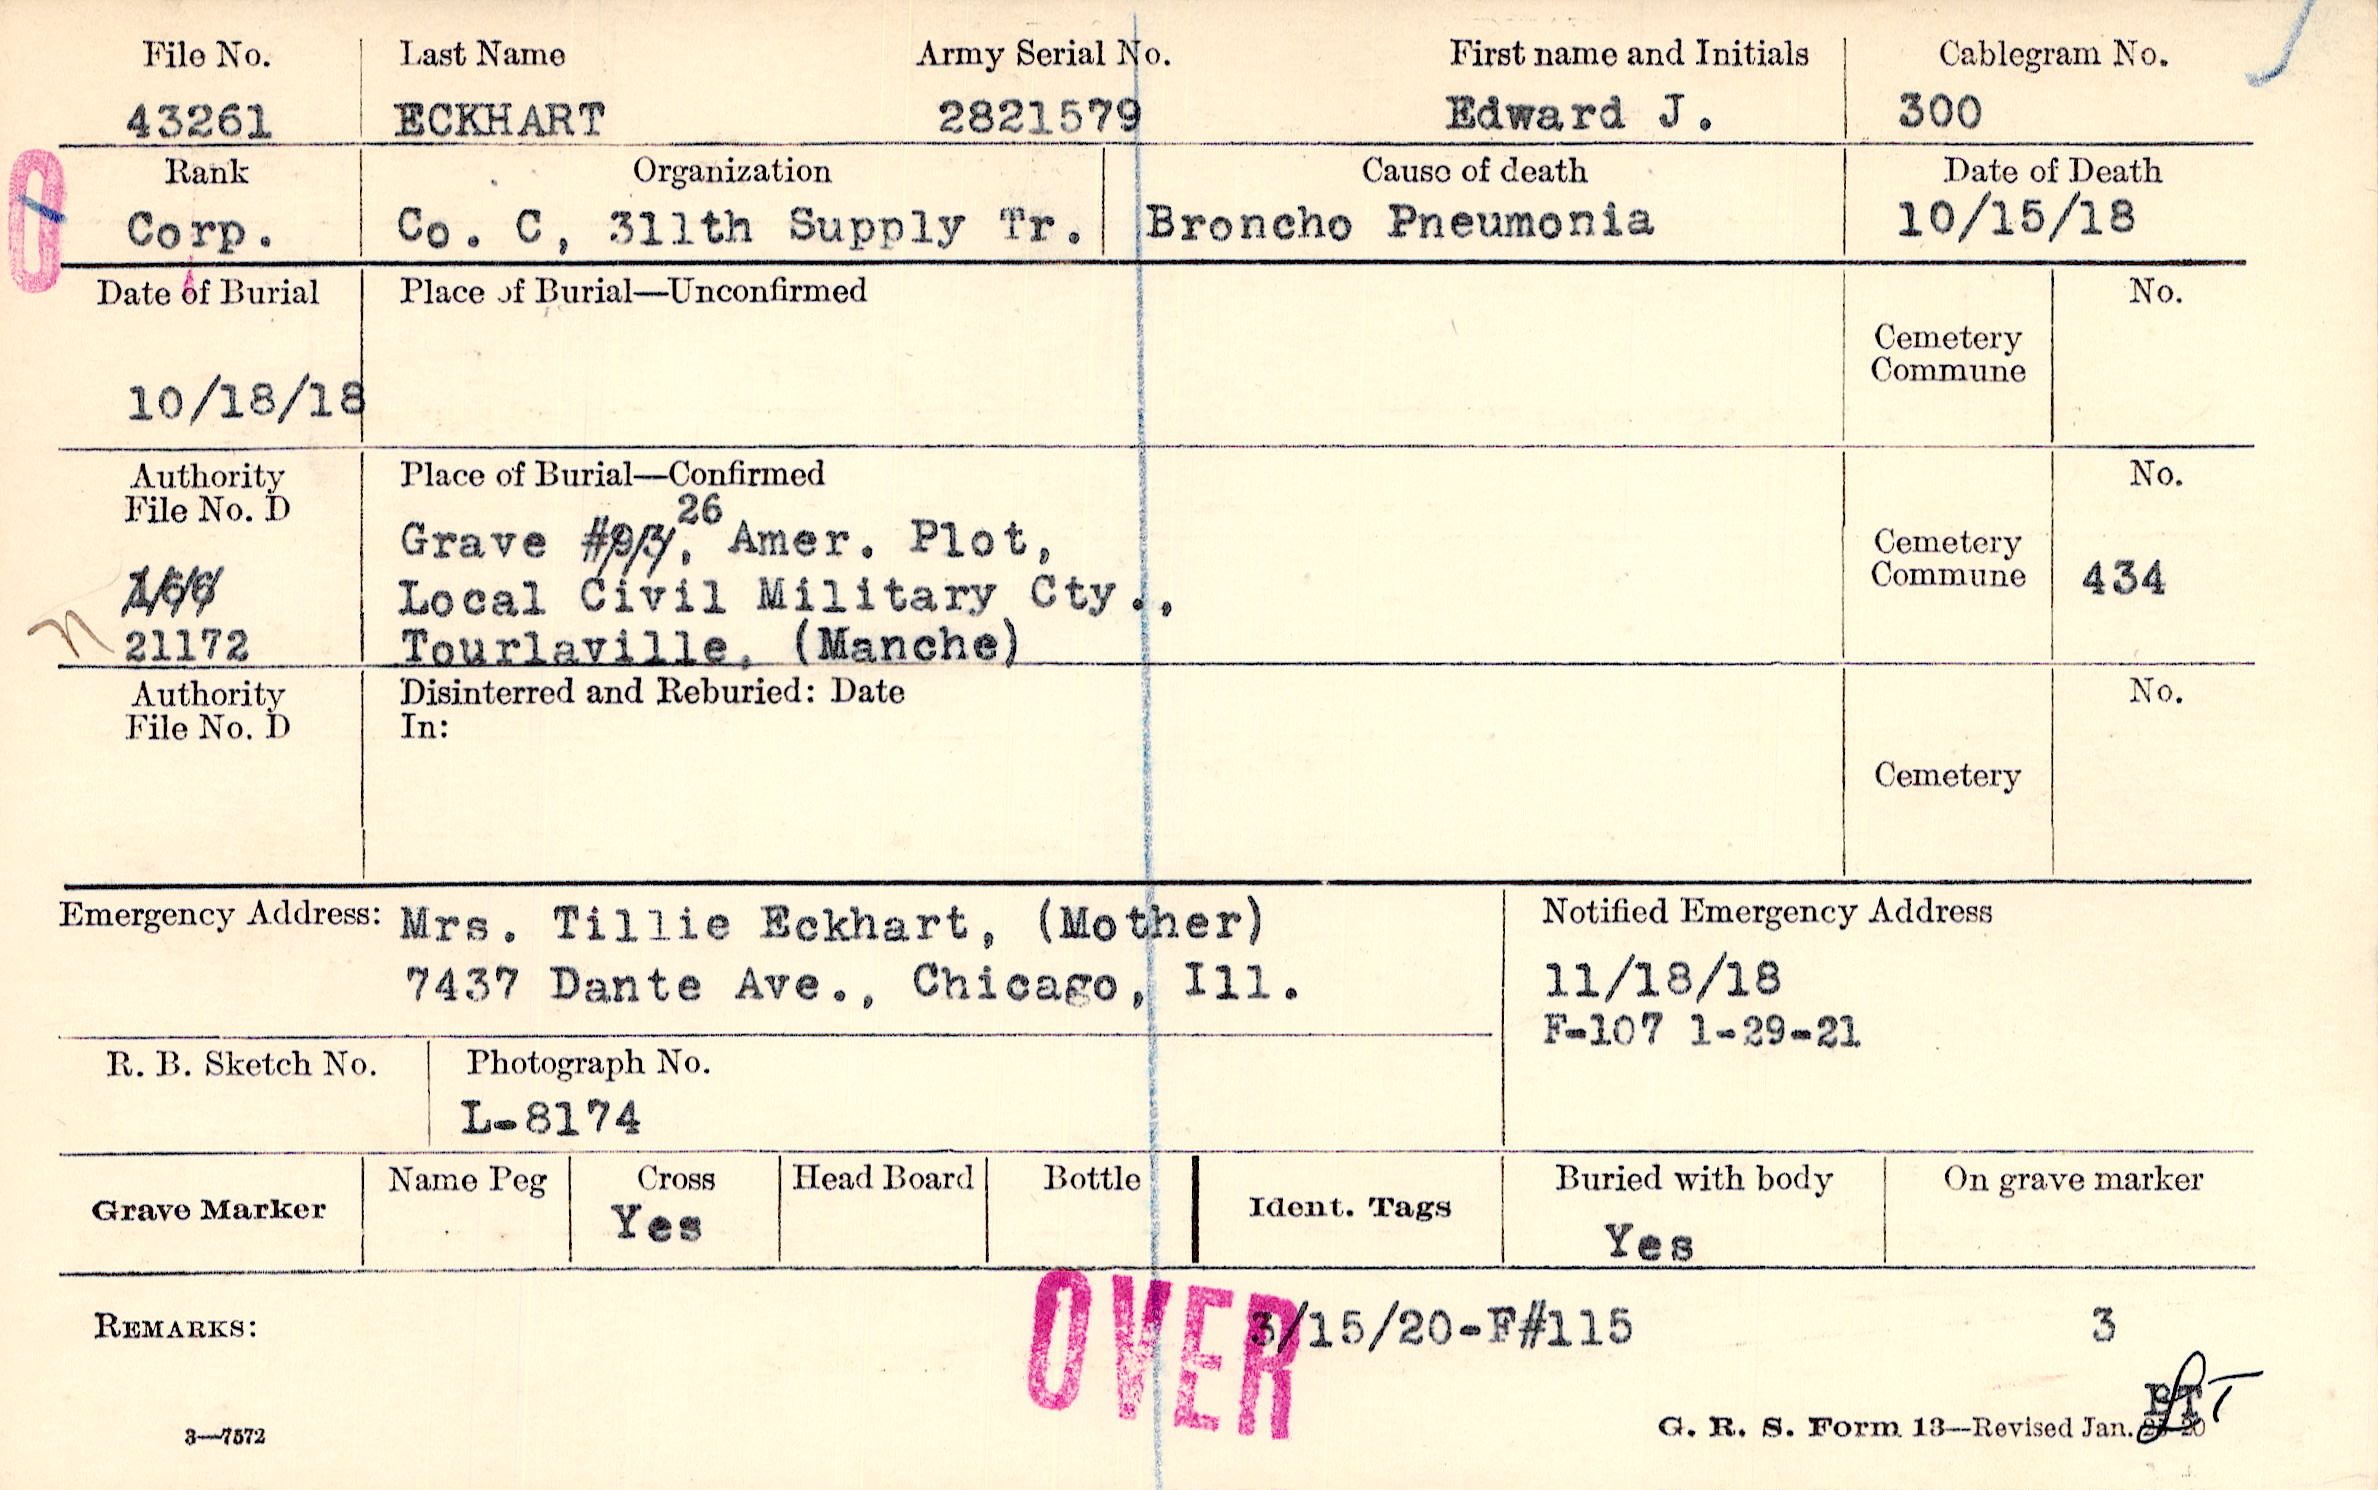 File No. Last Name Army Serial No. First name and Initials Cablegram No.
43261 ECKHART 2821579 Edward J. 300
Rank Organization Cause of death Date of Death
Corp. Co. C, 311th Supply Tr. Broncho Pneumonia 10/15/18
Date of Burial Place of Burial—Unconfirmed No.
Cemetery
Commune
10/18/18
Authority Place of Burial—Confirmed No.
File No. D
26
Grave #93, Amer. Plot,
Cemetery
166 Local Civil Military Cty., Commune 434
n 21172 Tourlaville, (Manche)
Authority Disinterred and Reburied: Date No.
File No. D In:
Cemetery
Emergency Address: Mrs. Tillie Eckhart, (Mother) Notified Emergency Address
7437 Dante Ave., Chicago, Ill. 11/18/18
F-107 1-29-21
R. B. Sketch No. Photograph No.
L-8174
Grave Marker Name Peg Cross Head Board Bottle Ident. Tags Buried with body On grave marker
Yes Yes
REMARKS: OVER 3/15/20-F#115 3
3—7572 G. R. S. Form 13—Revised Jan.